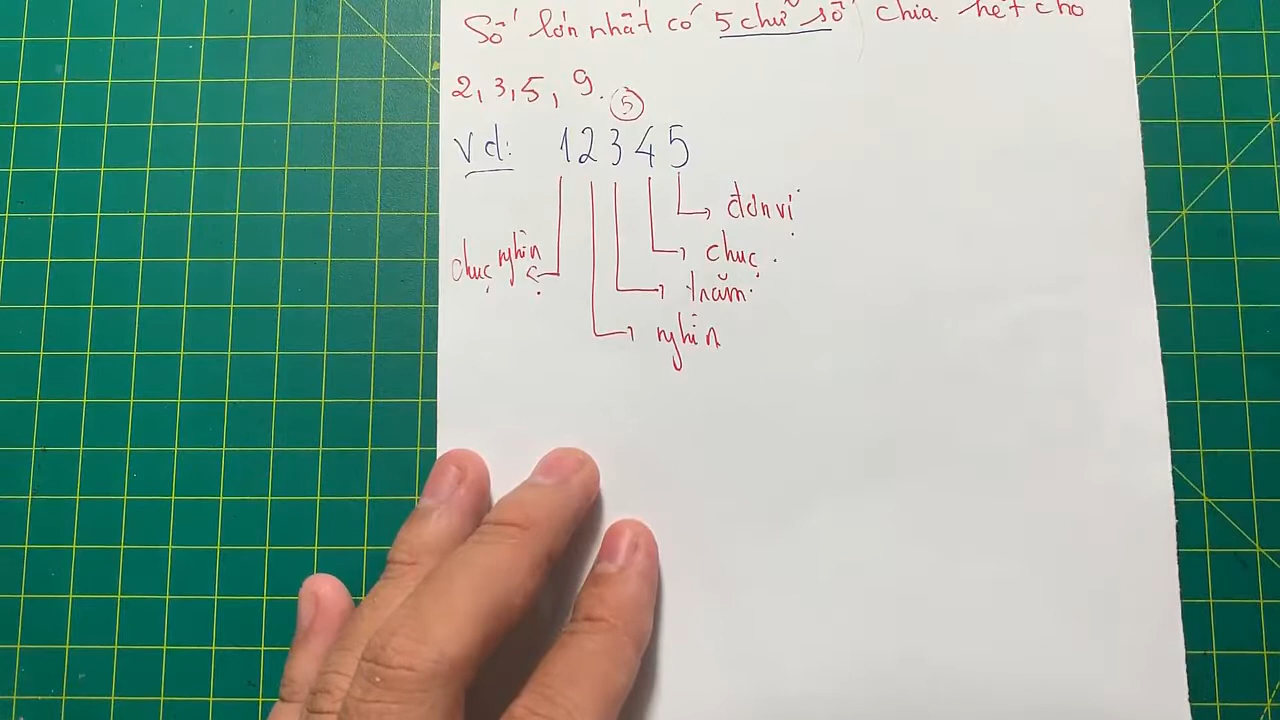 Số lớn nhất có 5 chữ số chia hết cho
2, 3, 5, 9.
5
Vd: 12345
đơn vị
chục.
trăm.
nghìn
chục nghìn